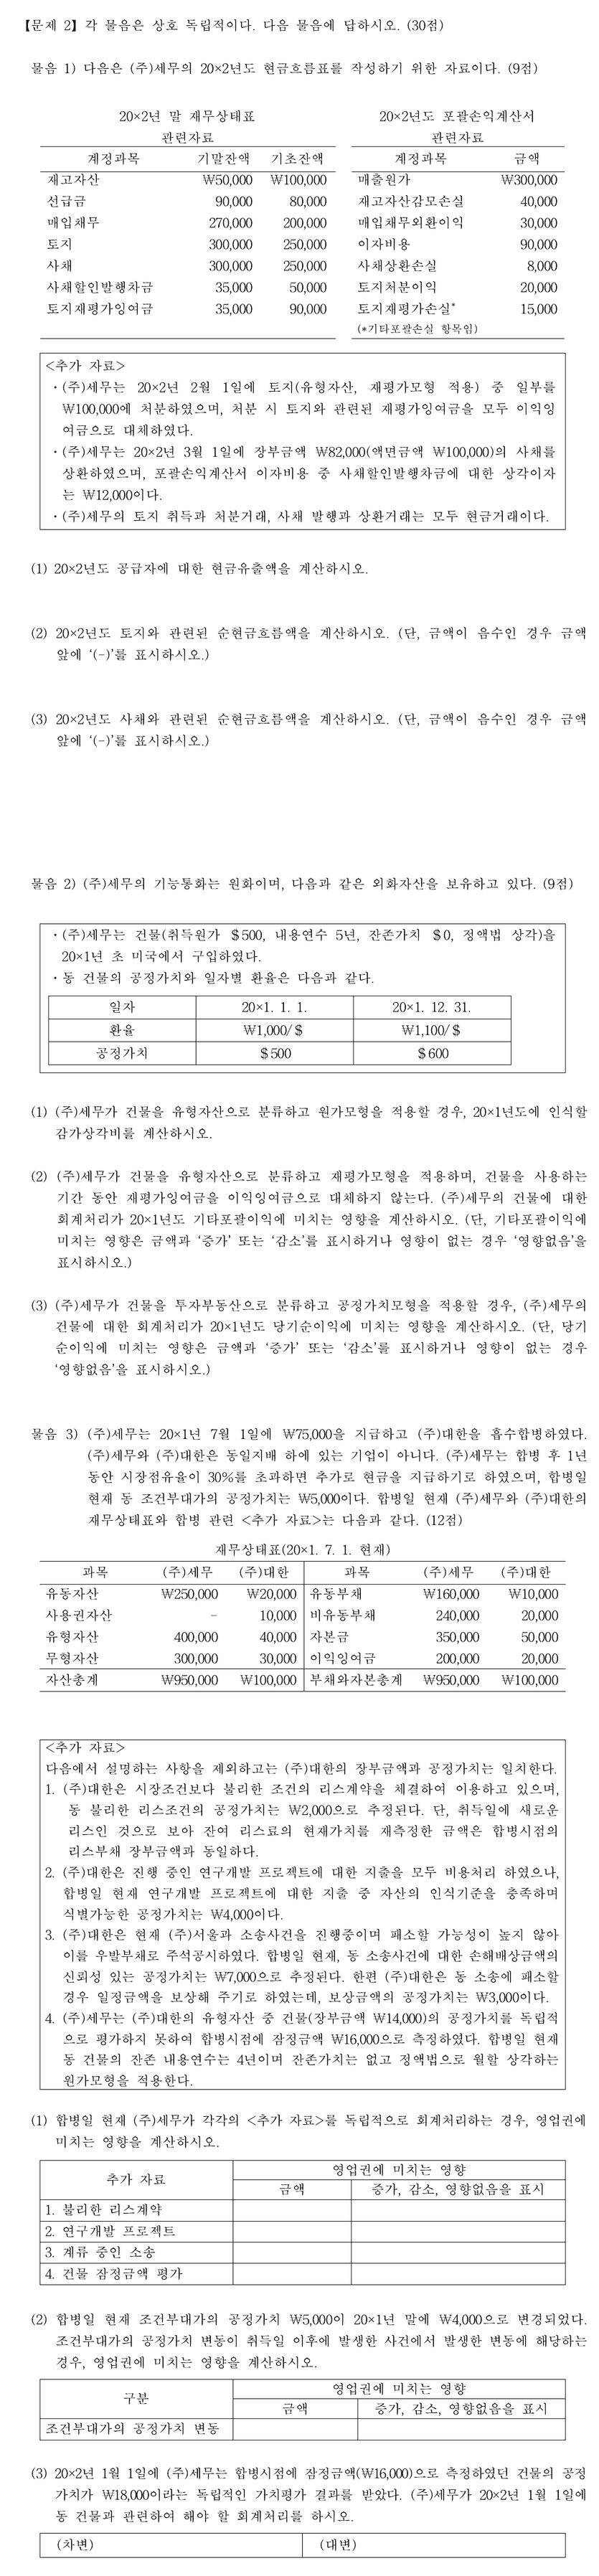 【문제 2】 각 물음은 상호 독립적이다. 다음 물음에 답하시오. (30점)
물음 1) 다음은 (주)세무의 20×2년도 현금흐름표를 작성하기 위한 자료이다. (9점)
20×2년 말 재무상태표
관련자료
계정과목 기말잔액 기초잔액
재고자산 ₩50,000 ₩100,000
선급금 90,000 80,000
매입채무 270,000 200,000
토지 300,000 250,000
사채 300,000 250,000
사채할인발행차금 35,000 50,000
토지재평가잉여금 35,000 90,000
20×2년도 포괄손익계산서
관련자료
계정과목 금액
매출원가 ₩300,000
재고자산감모손실 40,000
매입채무외환이익 30,000
이자비용 90,000
사채상환손실 8,000
토지처분이익 20,000
토지재평가손실* 15,000
(*기타포괄손실 항목임)
<추가 자료>
· (주)세무는 20×2년 2월 1일에 토지(유형자산, 재평가모형 적용) 중 일부를
₩100,000에 처분하였으며, 처분 시 토지와 관련된 재평가잉여금을 모두 이익잉
여금으로 대체하였다.
· (주)세무는 20×2년 3월 1일에 장부금액 ₩82,000(액면금액 ₩100,000)의 사채를
상환하였으며, 포괄손익계산서 이자비용 중 사채할인발행차금에 대한 상각이자
는 ₩12,000이다.
· (주)세무의 토지 취득과 처분거래, 사채 발행과 상환거래는 모두 현금거래이다.
(1) 20×2년도 공급자에 대한 현금유출액을 계산하시오.
(2) 20×2년도 토지와 관련된 순현금흐름액을 계산하시오. (단, 금액이 음수인 경우 금액
앞에 ‘(-)’를 표시하시오.)
(3) 20×2년도 사채와 관련된 순현금흐름액을 계산하시오. (단, 금액이 음수인 경우 금액
앞에 ‘(-)’를 표시하시오.)
물음 2) (주)세무의 기능통화는 원화이며, 다음과 같은 외화자산을 보유하고 있다. (9점)
· (주)세무는 건물(취득원가 $500, 내용연수 5년, 잔존가치 $0, 정액법 상각)을
20×1년 초 미국에서 구입하였다.
· 동 건물의 공정가치와 일자별 환율은 다음과 같다.
일자 20×1. 1. 1. 20×1. 12. 31.
환율 ₩1,000/$ ₩1,100/$
공정가치 $500 $600
(1) (주)세무가 건물을 유형자산으로 분류하고 원가모형을 적용할 경우, 20×1년도에 인식할
감가상각비를 계산하시오.
(2) (주)세무가 건물을 유형자산으로 분류하고 재평가모형을 적용하며, 건물을 사용하는
기간 동안 재평가잉여금을 이익잉여금으로 대체하지 않는다. (주)세무의 건물에 대한
회계처리가 20×1년도 기타포괄이익에 미치는 영향을 계산하시오. (단, 기타포괄이익에
미치는 영향은 금액과 ‘증가’ 또는 ‘감소’를 표시하거나 영향이 없는 경우 ‘영향없음’을
표시하시오.)
(3) (주)세무가 건물을 투자부동산으로 분류하고 공정가치모형을 적용할 경우, (주)세무의
건물에 대한 회계처리가 20×1년도 당기순이익에 미치는 영향을 계산하시오. (단, 당기
순이익에 미치는 영향은 금액과 ‘증가’ 또는 ‘감소’를 표시하거나 영향이 없는 경우
‘영향없음’을 표시하시오.)
물음 3) (주)세무는 20×1년 7월 1일에 ₩75,000을 지급하고 (주)대한을 흡수합병하였다.
(주)세무와 (주)대한은 동일지배 하에 있는 기업이 아니다. (주)세무는 합병 후 1년
동안 시장점유율이 30%를 초과하면 추가로 현금을 지급하기로 하였으며, 합병일
현재 동 조건부대가의 공정가치는 ₩5,000이다. 합병일 현재 (주)세무와 (주)대한의
재무상태표와 합병 관련 <추가 자료>는 다음과 같다. (12점)
재무상태표(20×1. 7. 1. 현재)
과목 (주)세무 (주)대한 과목 (주)세무 (주)대한
유동자산 ₩250,000 ₩20,000 유동부채 ₩160,000 ₩10,000
사용권자산 - 10,000 비유동부채 240,000 20,000
유형자산 400,000 40,000 자본금 350,000 50,000
무형자산 300,000 30,000 이익잉여금 200,000 20,000
자산총계 ₩950,000 ₩100,000 부채와자본총계 ₩950,000 ₩100,000
<추가 자료>
다음에서 설명하는 사항을 제외하고는 (주)대한의 장부금액과 공정가치는 일치한다.
1. (주)대한은 시장조건보다 불리한 조건의 리스계약을 체결하여 이용하고 있으며,
동 불리한 리스조건의 공정가치는 ₩2,000으로 추정된다. 단, 취득일에 새로운
리스인 것으로 보아 잔여 리스료의 현재가치를 재측정한 금액은 합병시점의
리스부채 장부금액과 동일하다.
2. (주)대한은 진행 중인 연구개발 프로젝트에 대한 지출을 모두 비용처리 하였으나,
합병일 현재 연구개발 프로젝트에 대한 지출 중 자산의 인식기준을 충족하며
식별가능한 공정가치는 ₩4,000이다.
3. (주)대한은 현재 (주)서울과 소송사건을 진행중이며 패소할 가능성이 높지 않아
이를 우발부채로 주석공시하였다. 합병일 현재, 동 소송사건에 대한 손해배상금액의
신뢰성 있는 공정가치는 ₩7,000으로 추정된다. 한편 (주)대한은 동 소송에 패소할
경우 일정금액을 보상해 주기로 하였는데, 보상금액의 공정가치는 ₩3,000이다.
4. (주)세무는 (주)대한의 유형자산 중 건물(장부금액 ₩14,000)의 공정가치를 독립적
으로 평가하지 못하여 합병시점에 잠정금액 ₩16,000으로 측정하였다. 합병일 현재
동 건물의 잔존 내용연수는 4년이며 잔존가치는 없고 정액법으로 월할 상각하는
원가모형을 적용한다.
(1) 합병일 현재 (주)세무가 각각의 <추가 자료>를 독립적으로 회계처리하는 경우, 영업권에
미치는 영향을 계산하시오.
추가 자료 영업권에 미치는 영향
금액 증가, 감소, 영향없음을 표시
1. 불리한 리스계약
2. 연구개발 프로젝트
3. 계류 중인 소송
4. 건물 잠정금액 평가
(2) 합병일 현재 조건부대가의 공정가치 ₩5,000이 20×1년 말에 ₩4,000으로 변경되었다.
조건부대가의 공정가치 변동이 취득일 이후에 발생한 사건에서 발생한 변동에 해당하는
경우, 영업권에 미치는 영향을 계산하시오.
구분 영업권에 미치는 영향
금액 증가, 감소, 영향없음을 표시
조건부대가의 공정가치 변동
(3) 20×2년 1월 1일에 (주)세무는 합병시점에 잠정금액(₩16,000)으로 측정하였던 건물의 공정
가치가 ₩18,000이라는 독립적인 가치평가 결과를 받았다. (주)세무가 20×2년 1월 1일에
동 건물과 관련하여 해야 할 회계처리를 하시오.
(차변) (대변)